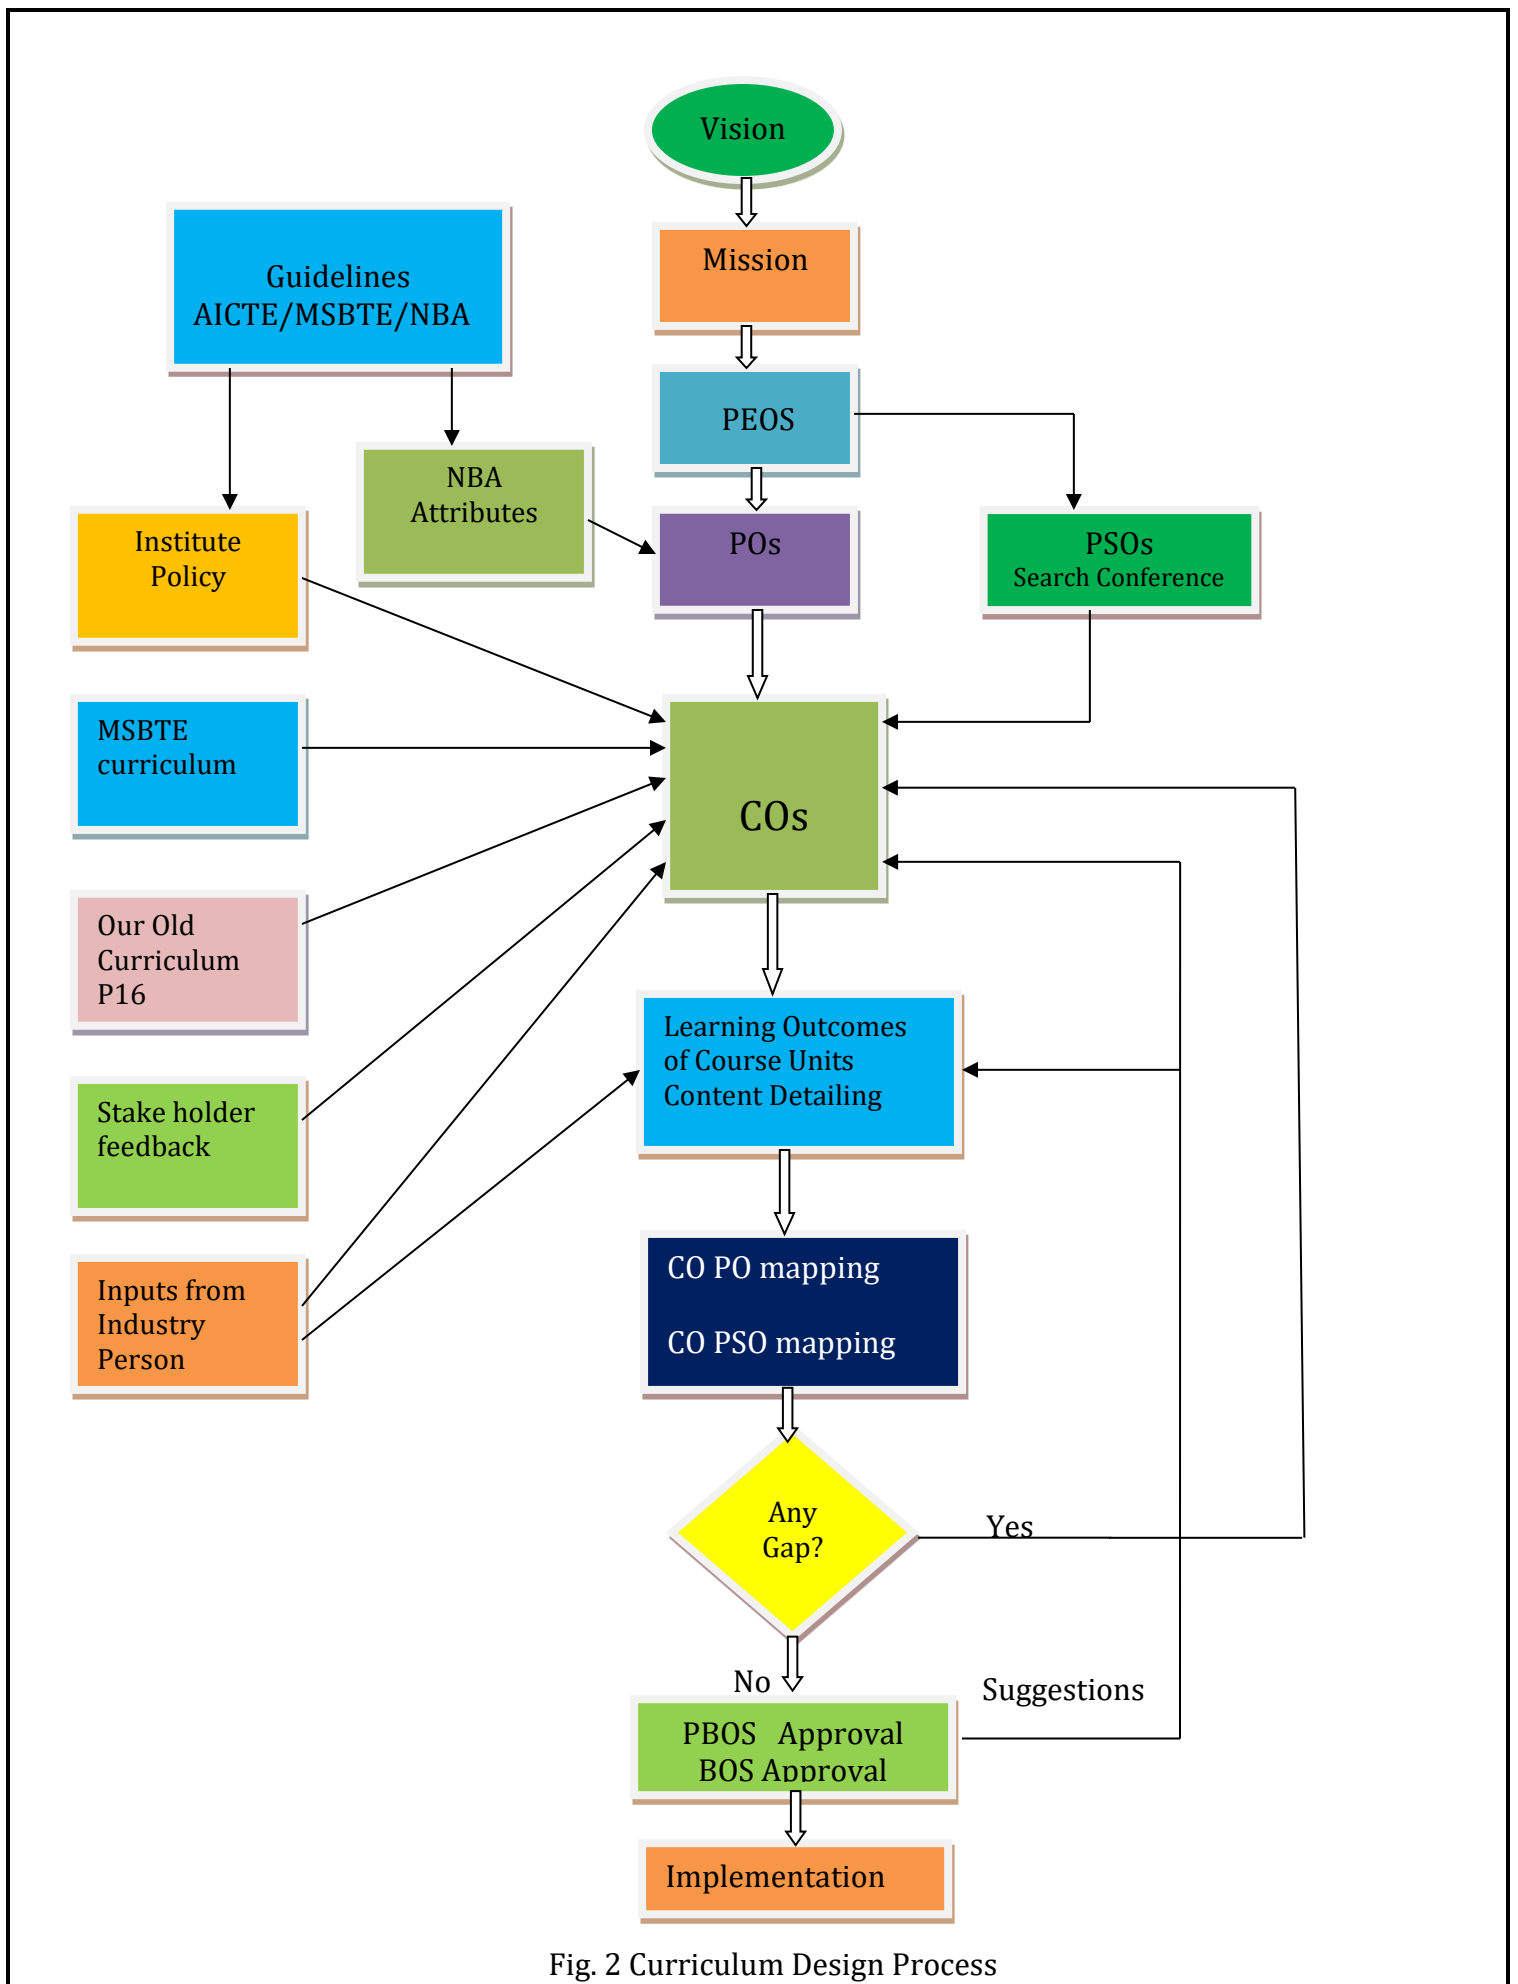 Vision
Guidelines
AICTE/MSBTE/NBA
Mission
PEOS
NBA
Attributes
Institute
Policy
POs
PSOs
Search Conference
MSBTE
curriculum
COs
Our Old
Curriculum
P16
Learning Outcomes
of Course Units
Content Detailing
Stake holder
feedback
CO PO mapping
CO PSO mapping
Inputs from
Industry
Person
Any
Gap?
Yes
No
Suggestions
PBOS Approval
BOS Approval
Implementation
Fig. 2 Curriculum Design Process